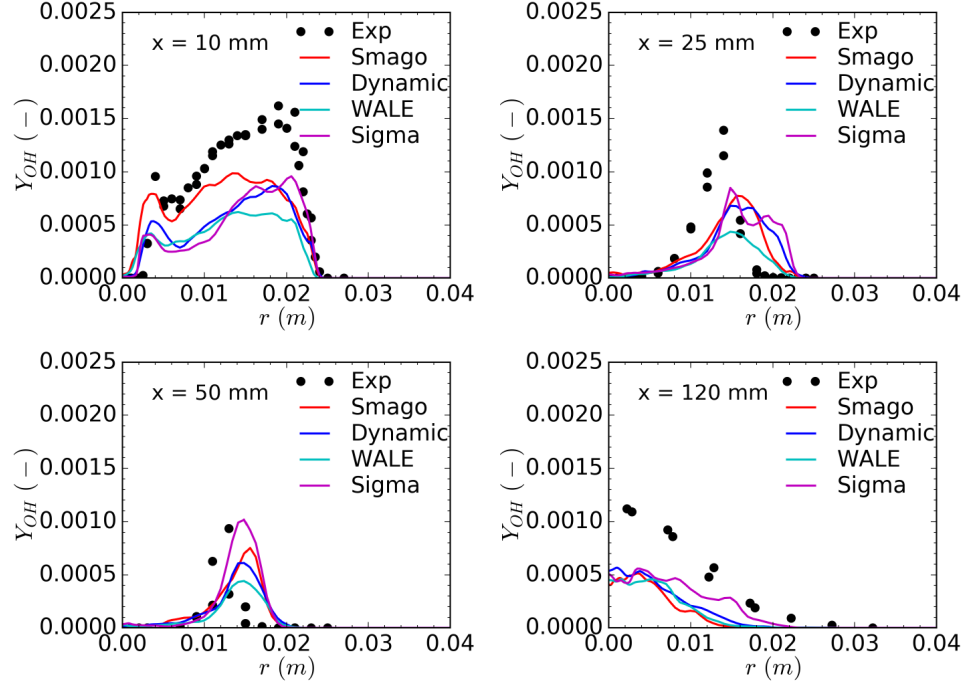 0.0025
0.0020
0.0015
0.0010
0.0005
0.0000
Y_OH (−)
x = 10 mm
Exp
Smago
Dynamic
WALE
Sigma
0.00 0.01 0.02 0.03 0.04
r (m)
0.0025
0.0020
0.0015
0.0010
0.0005
0.0000
Y_OH (−)
x = 25 mm
Exp
Smago
Dynamic
WALE
Sigma
0.00 0.01 0.02 0.03 0.04
r (m)
0.0025
0.0020
0.0015
0.0010
0.0005
0.0000
Y_OH (−)
x = 50 mm
Exp
Smago
Dynamic
WALE
Sigma
0.00 0.01 0.02 0.03 0.04
r (m)
0.0025
0.0020
0.0015
0.0010
0.0005
0.0000
Y_OH (−)
x = 120 mm
Exp
Smago
Dynamic
WALE
Sigma
0.00 0.01 0.02 0.03 0.04
r (m)